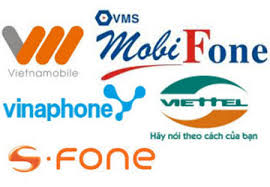 VMS
MobiFone
Vietnamobile
vinaphone
VIETTEL
Hãy nói theo cách của bạn
S·FONE